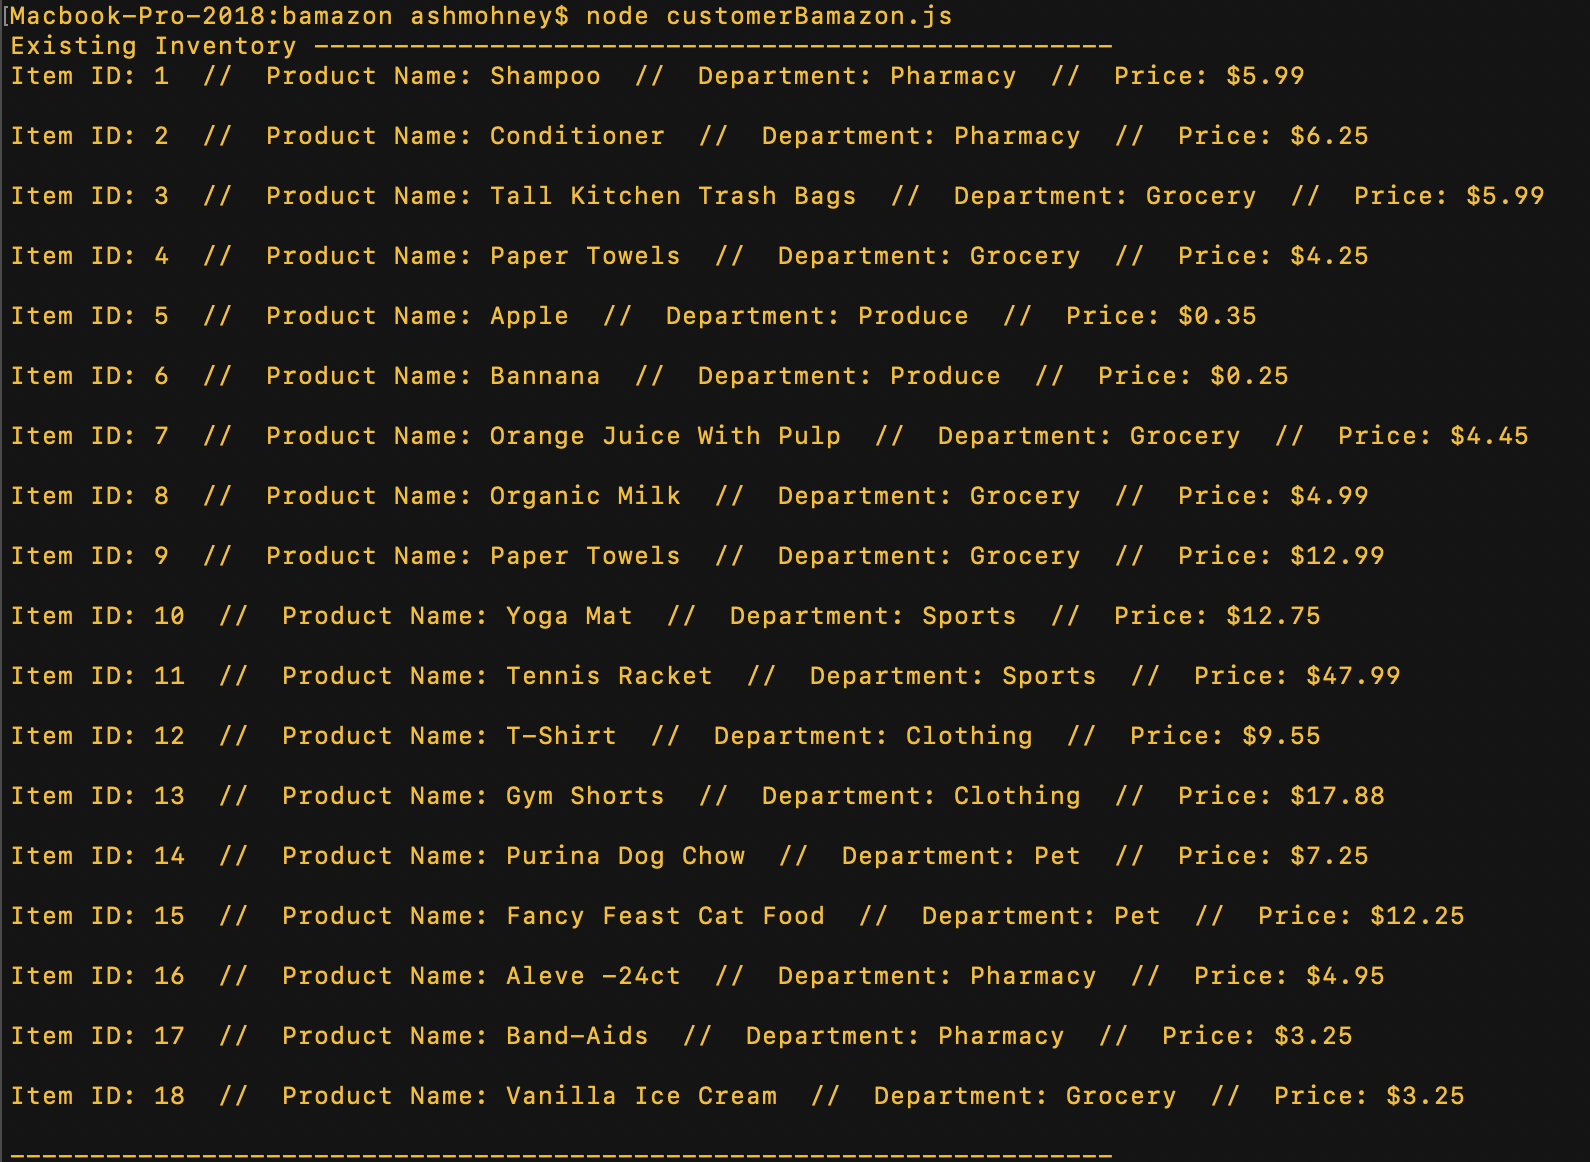 [Macbook-Pro-2018:bamazon ashmohney$ node customerBamazon.js
Existing Inventory --------------------------------------------------
Item ID: 1  //  Product Name: Shampoo  //  Department: Pharmacy  //  Price: $5.99
Item ID: 2  //  Product Name: Conditioner  //  Department: Pharmacy  //  Price: $6.25
Item ID: 3  //  Product Name: Tall Kitchen Trash Bags  //  Department: Grocery  //  Price: $5.99
Item ID: 4  //  Product Name: Paper Towels  //  Department: Grocery  //  Price: $4.25
Item ID: 5  //  Product Name: Apple  //  Department: Produce  //  Price: $0.35
Item ID: 6  //  Product Name: Bannana  //  Department: Produce  //  Price: $0.25
Item ID: 7  //  Product Name: Orange Juice With Pulp  //  Department: Grocery  //  Price: $4.45
Item ID: 8  //  Product Name: Organic Milk  //  Department: Grocery  //  Price: $4.99
Item ID: 9  //  Product Name: Paper Towels  //  Department: Grocery  //  Price: $12.99
Item ID: 10  //  Product Name: Yoga Mat  //  Department: Sports  //  Price: $12.75
Item ID: 11  //  Product Name: Tennis Racket  //  Department: Sports  //  Price: $47.99
Item ID: 12  //  Product Name: T-Shirt  //  Department: Clothing  //  Price: $9.55
Item ID: 13  //  Product Name: Gym Shorts  //  Department: Clothing  //  Price: $17.88
Item ID: 14  //  Product Name: Purina Dog Chow  //  Department: Pet  //  Price: $7.25
Item ID: 15  //  Product Name: Fancy Feast Cat Food  //  Department: Pet  //  Price: $12.25
Item ID: 16  //  Product Name: Aleve -24ct  //  Department: Pharmacy  //  Price: $4.95
Item ID: 17  //  Product Name: Band-Aids  //  Department: Pharmacy  //  Price: $3.25
Item ID: 18  //  Product Name: Vanilla Ice Cream  //  Department: Grocery  //  Price: $3.25
---------------------------------------------------------------------